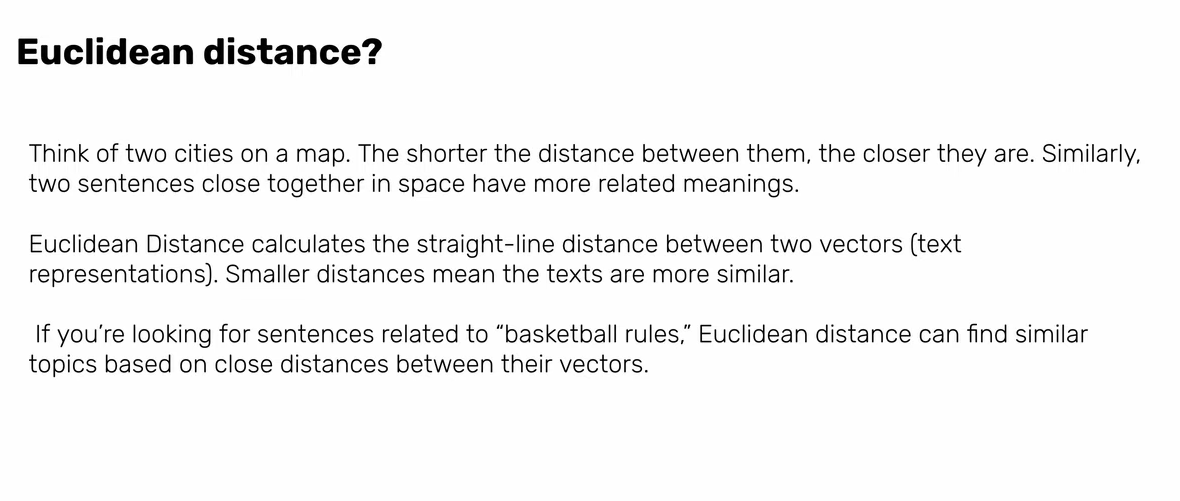 Euclidean distance?
Think of two cities on a map. The shorter the distance between them, the closer they are. Similarly,
two sentences close together in space have more related meanings.
Euclidean Distance calculates the straight-line distance between two vectors (text
representations). Smaller distances mean the texts are more similar.
If you’re looking for sentences related to “basketball rules,” Euclidean distance can find similar
topics based on close distances between their vectors.